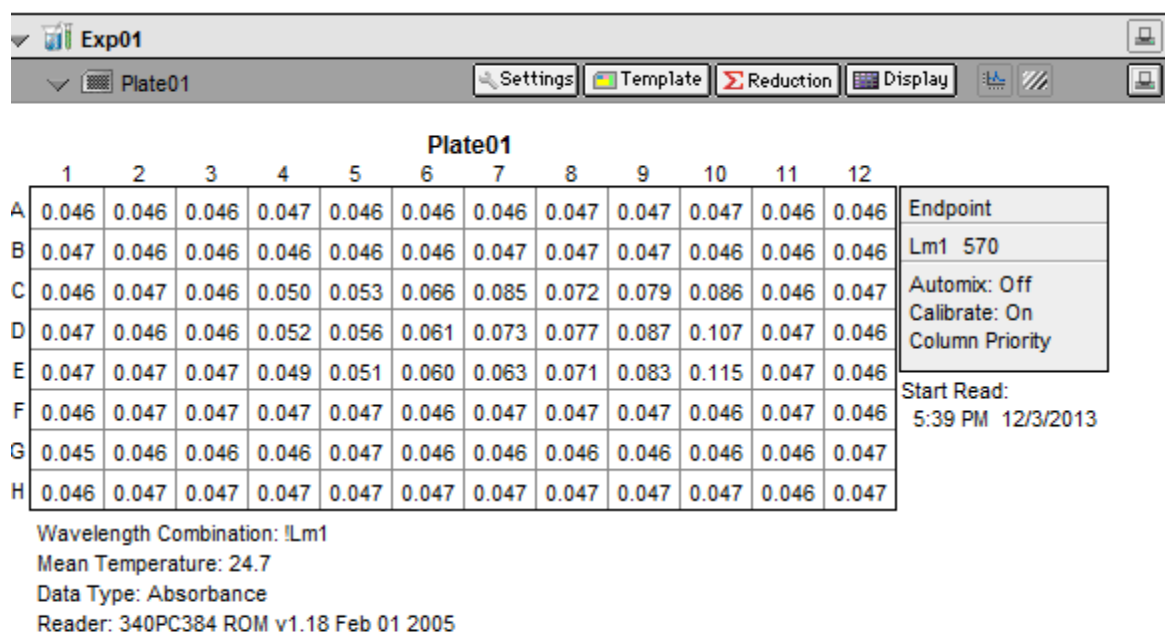 Exp01
Plate01 Settings Template Reduction Display
Plate01
1 2 3 4 5 6 7 8 9 10 11 12
A 0.046 0.046 0.046 0.047 0.046 0.046 0.046 0.047 0.047 0.047 0.046 0.046
B 0.047 0.046 0.046 0.046 0.046 0.046 0.047 0.047 0.047 0.046 0.046 0.046
C 0.046 0.047 0.046 0.050 0.053 0.066 0.085 0.072 0.079 0.086 0.046 0.047
D 0.047 0.046 0.046 0.052 0.056 0.061 0.073 0.077 0.087 0.107 0.047 0.046
E 0.047 0.047 0.047 0.049 0.051 0.060 0.063 0.071 0.083 0.115 0.047 0.046
F 0.046 0.047 0.047 0.047 0.047 0.046 0.047 0.047 0.047 0.046 0.047 0.046
G 0.045 0.046 0.046 0.046 0.047 0.046 0.046 0.046 0.046 0.046 0.046 0.047
H 0.046 0.047 0.047 0.047 0.047 0.047 0.047 0.047 0.047 0.047 0.046 0.047
Endpoint
Lm1 570
Automix: Off
Calibrate: On
Column Priority
Start Read:
5:39 PM 12/3/2013
Wavelength Combination: !Lm1
Mean Temperature: 24.7
Data Type: Absorbance
Reader: 340PC384 ROM v1.18 Feb 01 2005